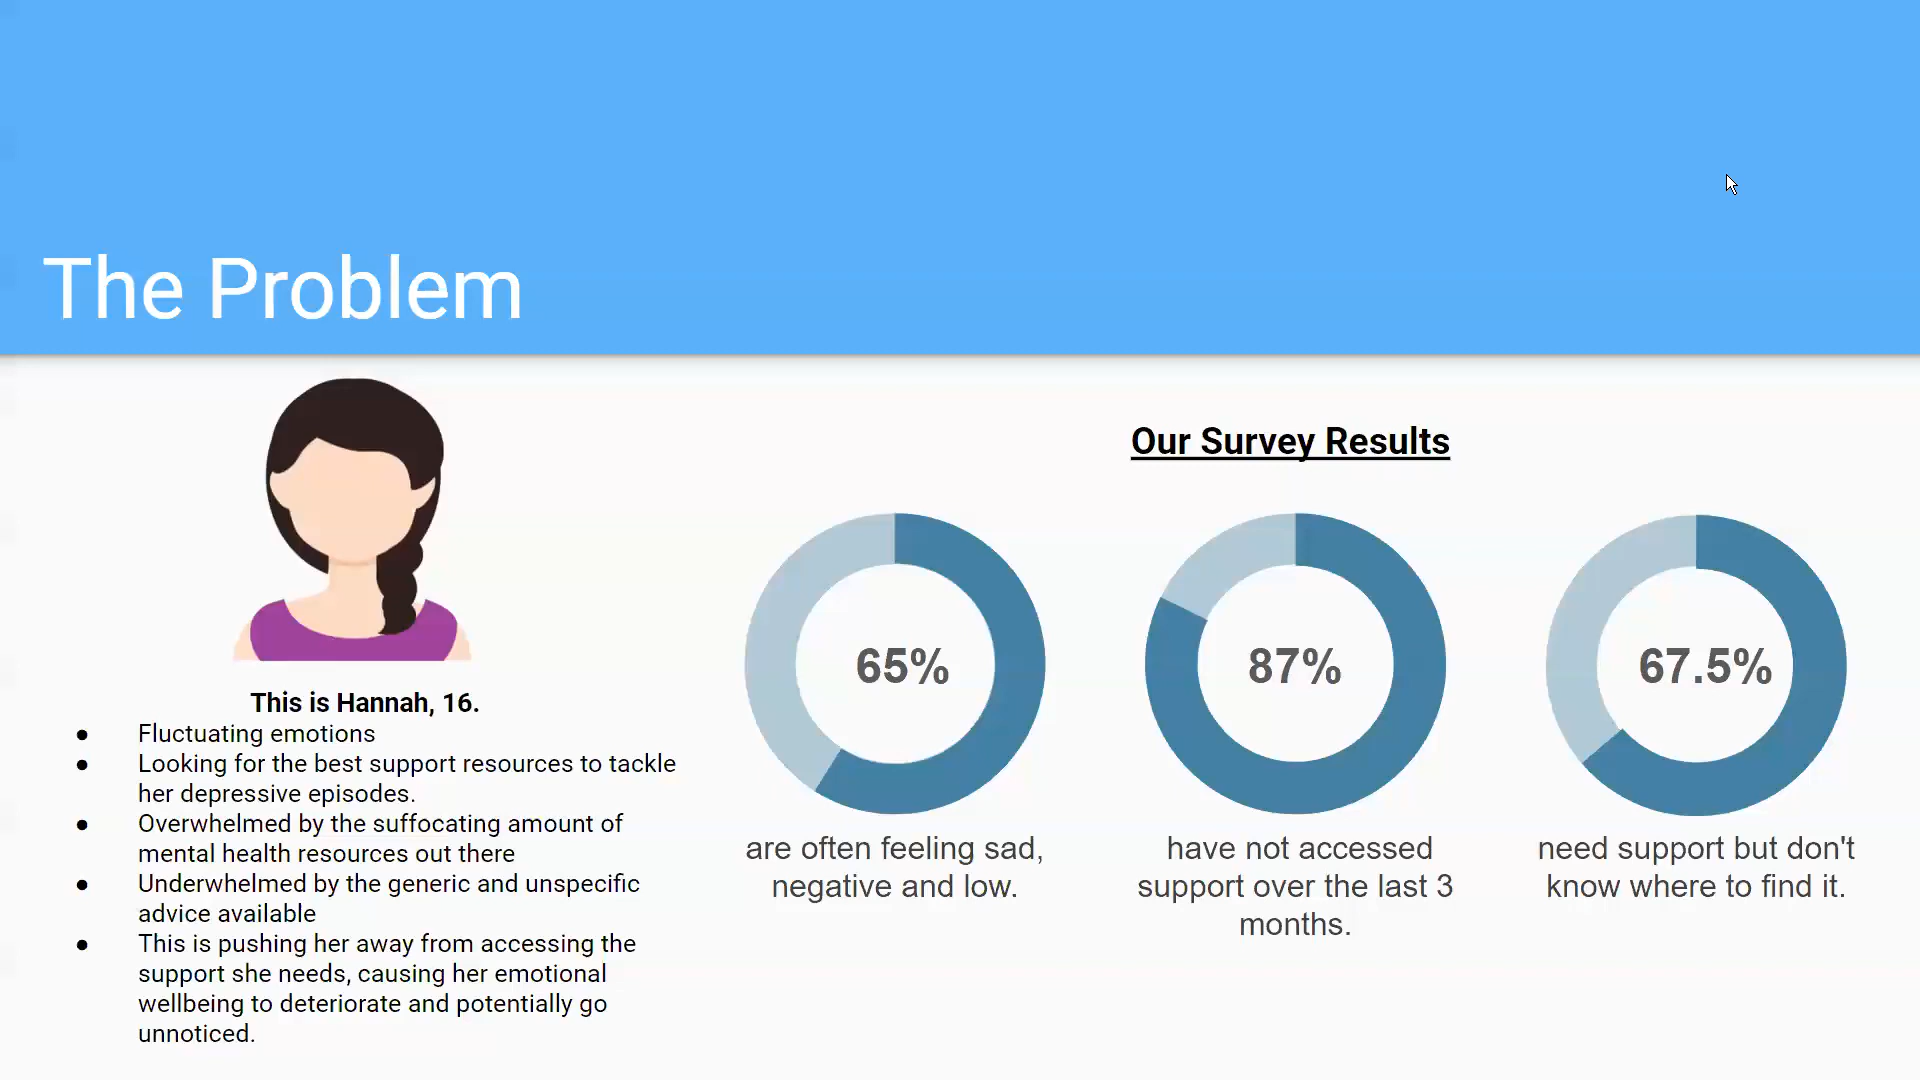 The Problem
This is Hannah, 16.
● Fluctuating emotions
● Looking for the best support resources to tackle
her depressive episodes.
● Overwhelmed by the suffocating amount of
mental health resources out there
● Underwhelmed by the generic and unspecific
advice available
● This is pushing her away from accessing the
support she needs, causing her emotional
wellbeing to deteriorate and potentially go
unnoticed.
Our Survey Results
65%
are often feeling sad,
negative and low.
87%
have not accessed
support over the last 3
months.
67.5%
need support but don't
know where to find it.